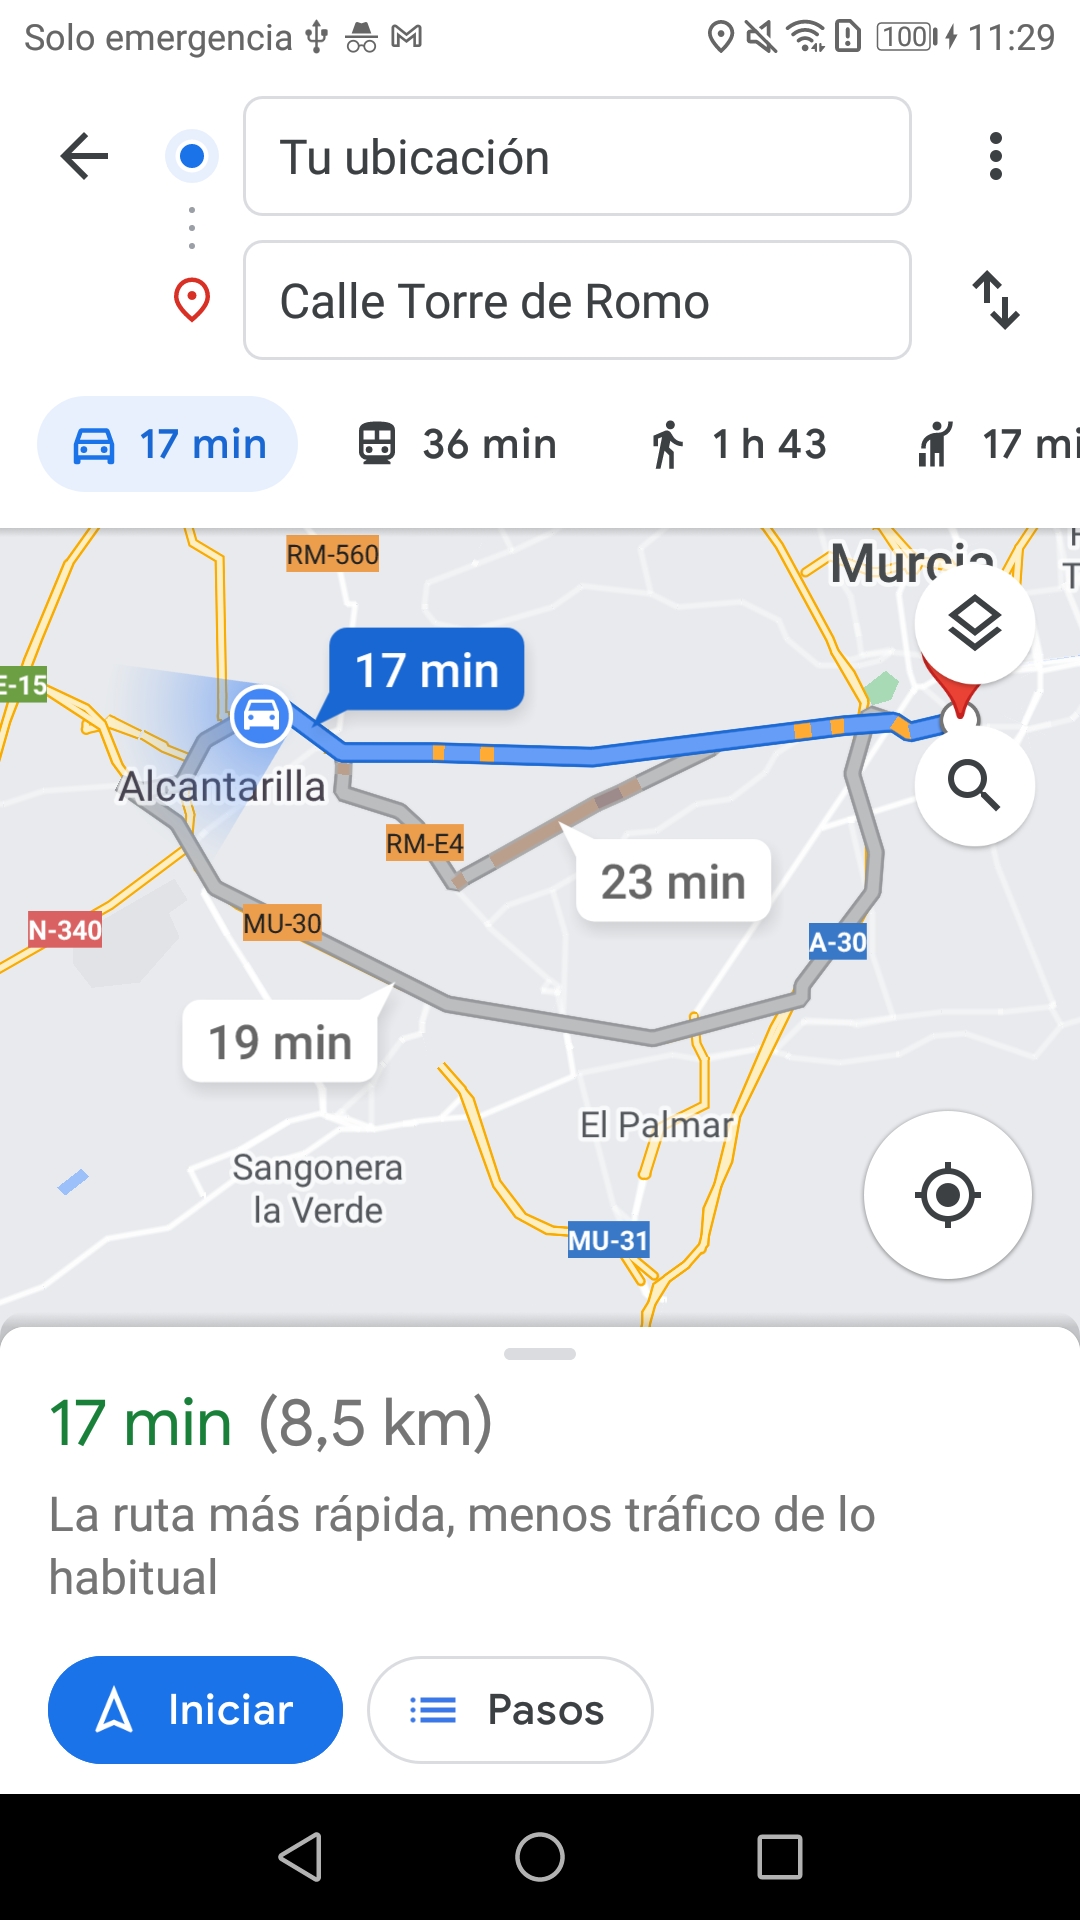 Solo emergencia 100 11:29
Tu ubicación
Calle Torre de Romo
17 min 36 min 1 h 43 17 mi
RM-560
Murcia
17 min
E-15
Alcantarilla
RM-E4
23 min
MU-30
N-340
A-30
19 min
El Palmar
Sangonera
la Verde
MU-31
17 min (8,5 km)
La ruta más rápida, menos tráfico de lo
habitual
Iniciar Pasos